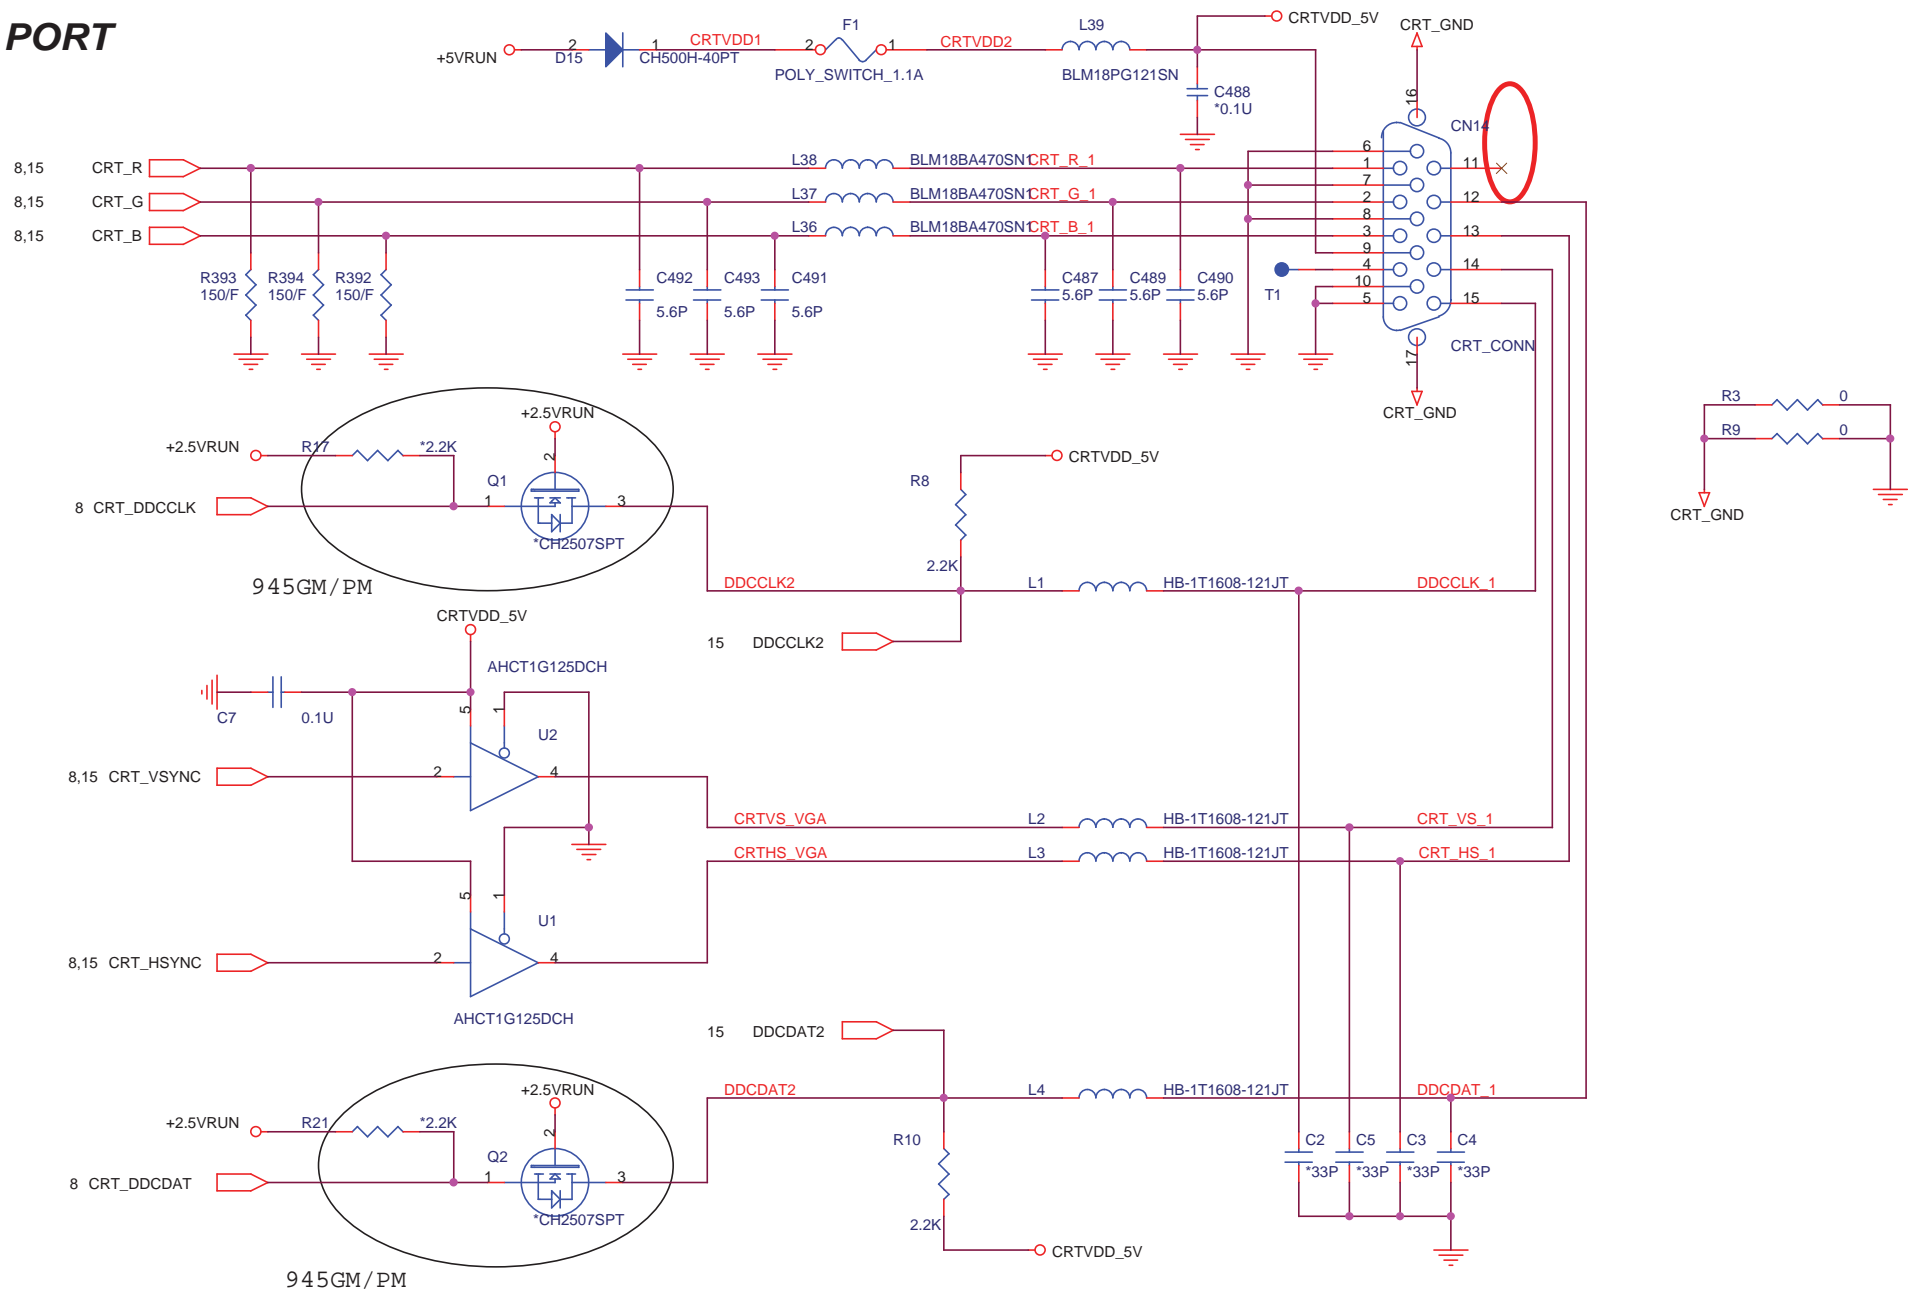 PORT
+5VRUN
2
D15
1
CH500H-40PT
CRTVDD1
F1
2
1
POLY_SWITCH_1.1A
CRTVDD2
L39
BLM18PG121SN
CRTVDD_5V
C488
*0.1U
CRT_GND
16
CN14
8,15 CRT_R
L38 BLM18BA470SN1 CRT_R_1
8,15 CRT_G
L37 BLM18BA470SN1 CRT_G_1
8,15 CRT_B
L36 BLM18BA470SN1 CRT_B_1
6
1
7
2
8
3
9
4
10
5
11
12
13
14
15
T1
R393
150/F
R394
150/F
R392
150/F
C492
5.6P
C493
5.6P
C491
5.6P
C487
5.6P
C489
5.6P
C490
5.6P
CRT_CONN
17
CRT_GND
R3 0
R9 0
CRT_GND
+2.5VRUN
+2.5VRUN
R17 *2.2K
2
Q1
8 CRT_DDCCLK
1
3
*CH2507SPT
945GM/PM
CRTVDD_5V
R8
2.2K
DDCCLK2
L1 HB-1T1608-121JT DDCCLK_1
15 DDCCLK2
CRTVDD_5V
AHCT1G125DCH
C7 0.1U
5
1
U2
8,15 CRT_VSYNC
2
4
CRTVS_VGA
L2 HB-1T1608-121JT CRT_VS_1
CRTHS_VGA
L3 HB-1T1608-121JT CRT_HS_1
5
1
U1
8,15 CRT_HSYNC
2
4
AHCT1G125DCH
15 DDCDAT2
+2.5VRUN
+2.5VRUN
R21 *2.2K
2
Q2
8 CRT_DDCDAT
1
3
*CH2507SPT
945GM/PM
DDCDAT2
L4 HB-1T1608-121JT DDCDAT_1
R10
2.2K
CRTVDD_5V
C2
*33P
C5
*33P
C3
*33P
C4
*33P